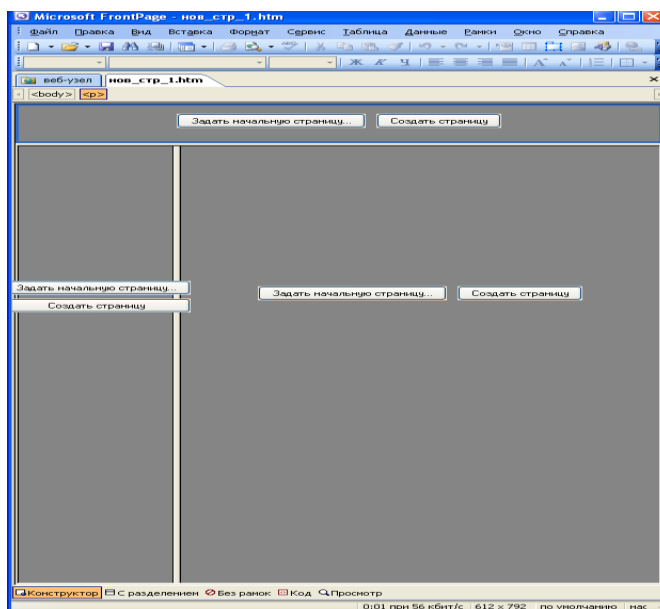 Microsoft FrontPage - нов_стр_1.htm
Файл Правка Вид Вставка Формат Сервис Таблица Данные Рамки Окно Справка
Ж К Ч
веб-узел нов_стр_1.htm
<body> <p>
Задать начальную страницу... Создать страницу
Задать начальную страницу...
Создать страницу
Задать начальную страницу... Создать страницу
Конструктор С разделением Без рамок Код Просмотр
0:01 при 56 кбит/с 612 x 792 по умолчанию нас